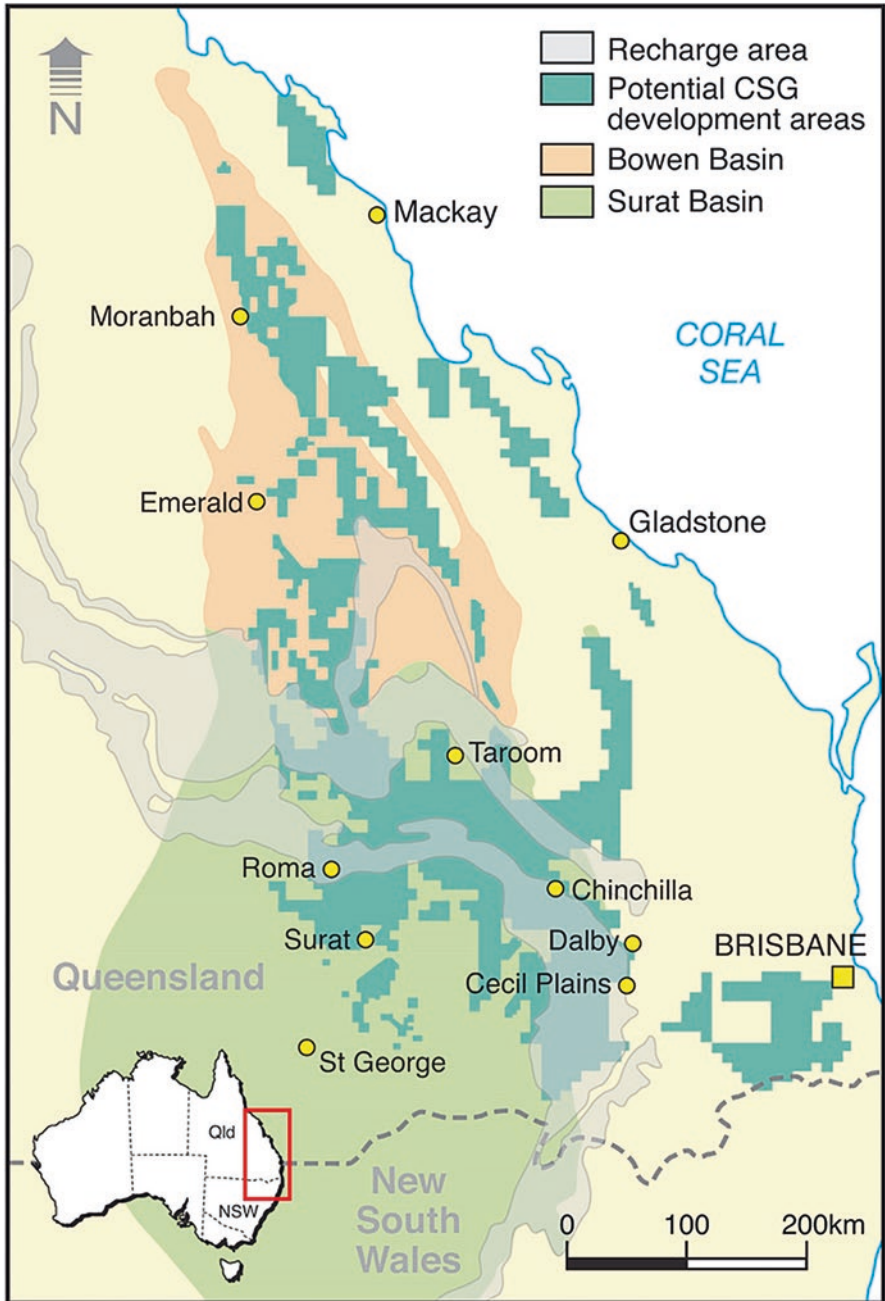 N
Recharge area
Potential CSG
development areas
Bowen Basin
Surat Basin
Mackay
Moranbah
CORAL
SEA
Emerald
Gladstone
Taroom
Roma
Chinchilla
Surat
Dalby
BRISBANE
Queensland
Cecil Plains
St George
Qld
NSW
New
South
Wales
0 100 200km